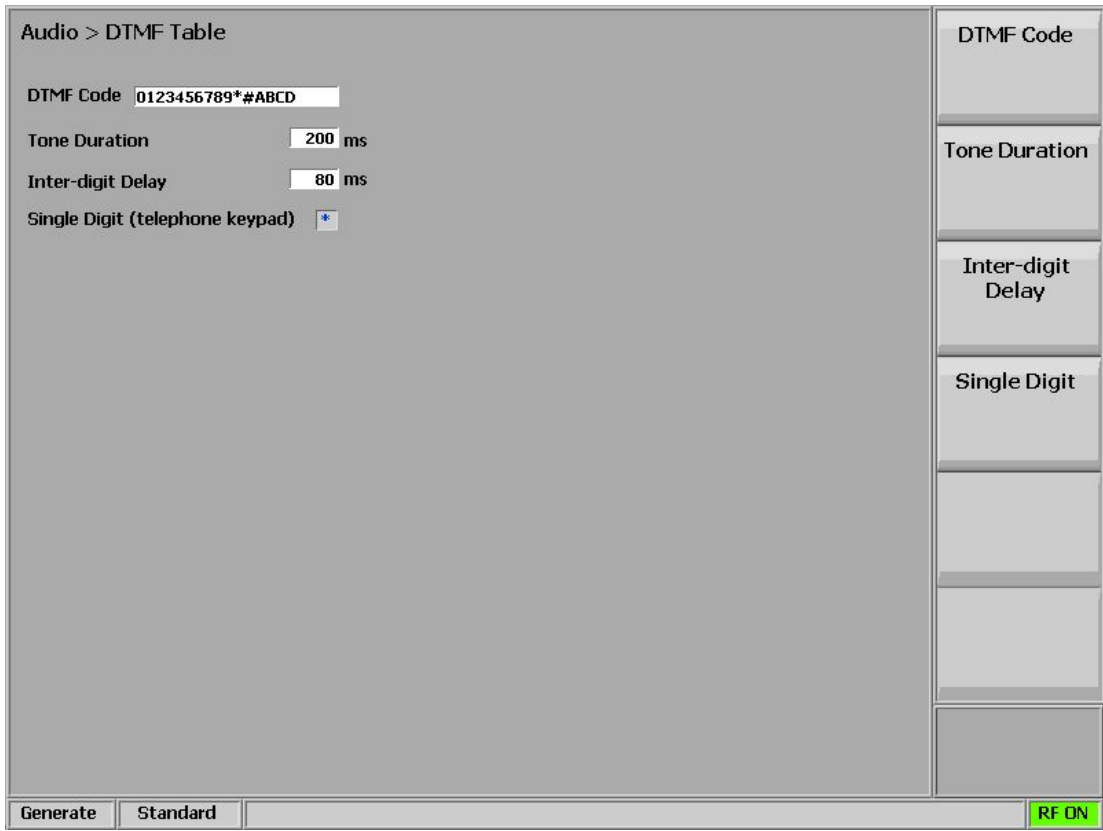 Audio > DTMF Table
DTMF Code 0123456789*#ABCD
Tone Duration 200 ms
Inter-digit Delay 80 ms
Single Digit (telephone keypad) *
DTMF Code
Tone Duration
Inter-digit
Delay
Single Digit
Generate Standard RF ON